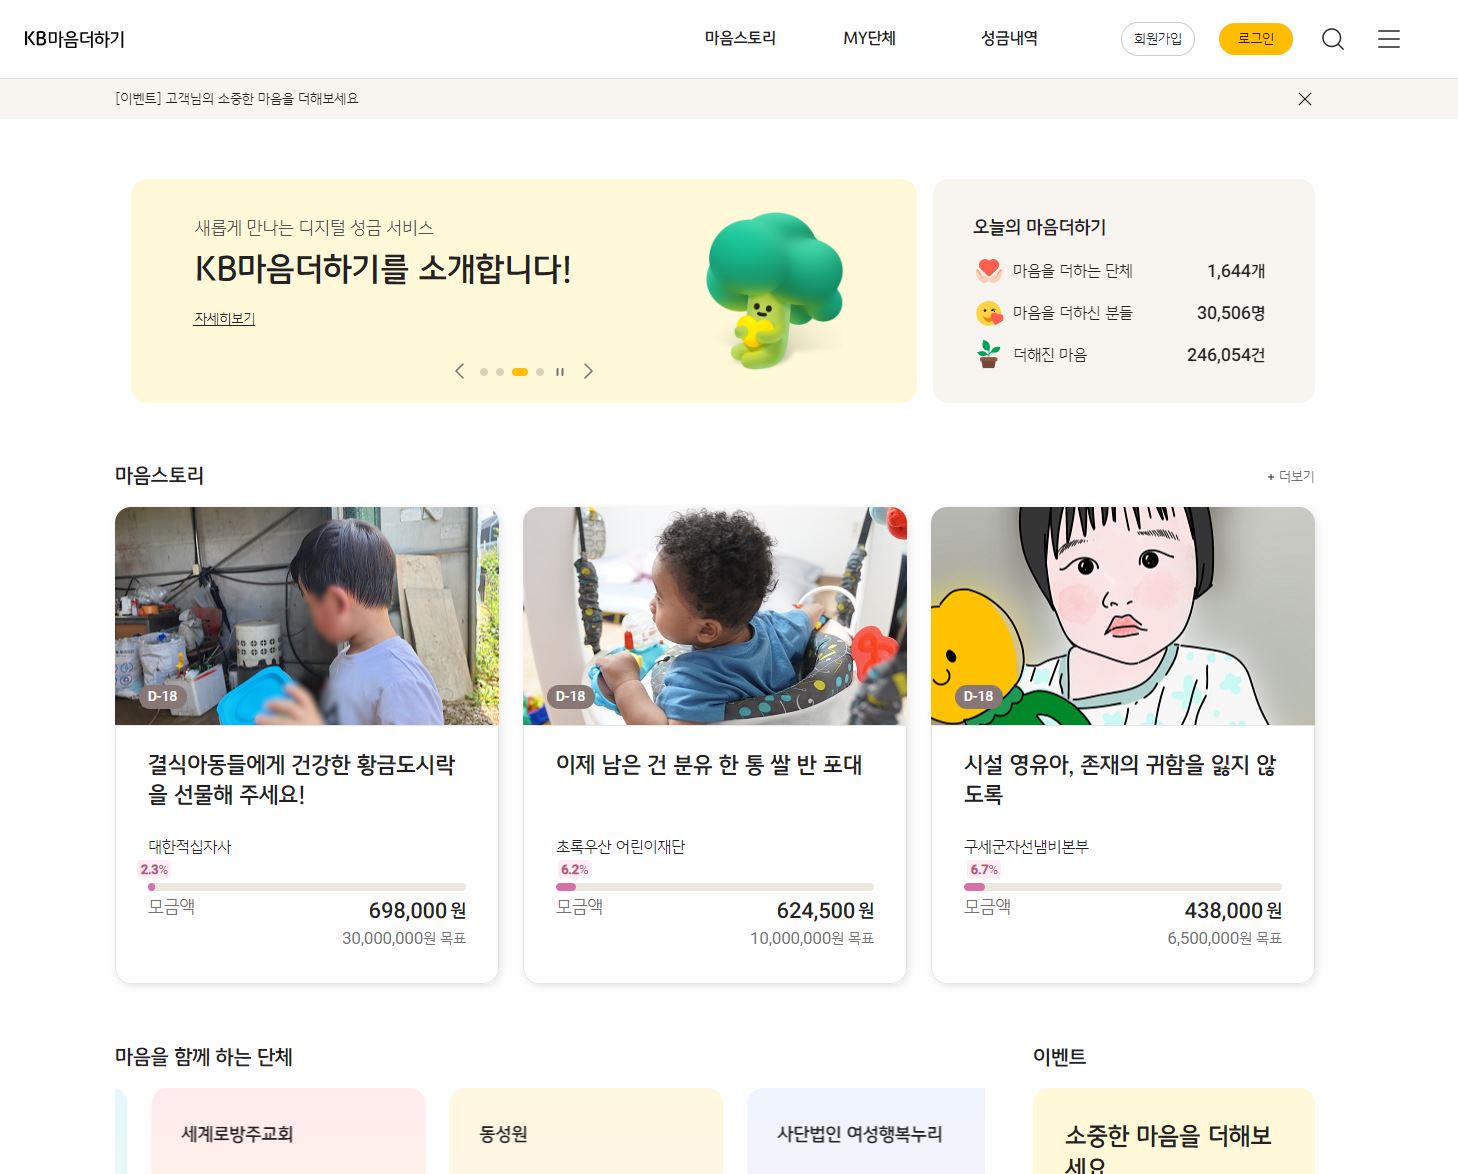 KB마음더하기
마음스토리
MY단체
성금내역
회원가입
로그인
[이벤트] 고객님의 소중한 마음을 더해보세요
새롭게 만나는 디지털 성금 서비스
KB마음더하기를 소개합니다!
자세히보기
오늘의 마음더하기
마음을 더하는 단체 1,644개
마음을 더하신 분들 30,506명
더해진 마음 246,054건
마음스토리
+ 더보기
D-18
결식아동들에게 건강한 황금도시락
을 선물해 주세요!
대한적십자사
2.3%
모금액 698,000 원
30,000,000원 목표
D-18
이제 남은 건 분유 한 통 쌀 반 포대
초록우산 어린이재단
6.2%
모금액 624,500 원
10,000,000원 목표
D-18
시설 영유아, 존재의 귀함을 잃지 않
도록
구세군자선냄비본부
6.7%
모금액 438,000 원
6,500,000원 목표
마음을 함께 하는 단체
세계로방주교회
동성원
사단법인 여성행복누리
이벤트
소중한 마음을 더해보
세요